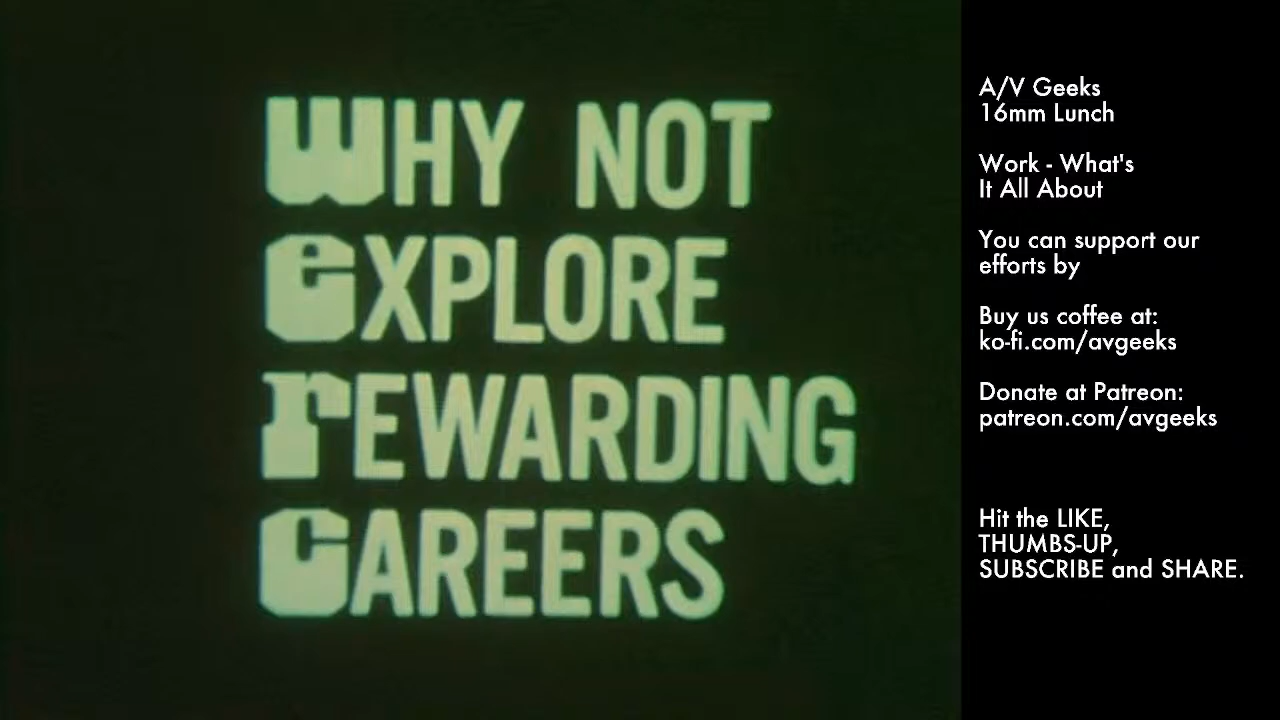 WHY NOT
eXPLORE
rEWARDING
CAREERS
A/V Geeks
16mm Lunch
Work - What's
It All About
You can support our
efforts by
Buy us coffee at:
ko-fi.com/avgeeks
Donate at Patreon:
patreon.com/avgeeks
Hit the LIKE,
THUMBS-UP,
SUBSCRIBE and SHARE.